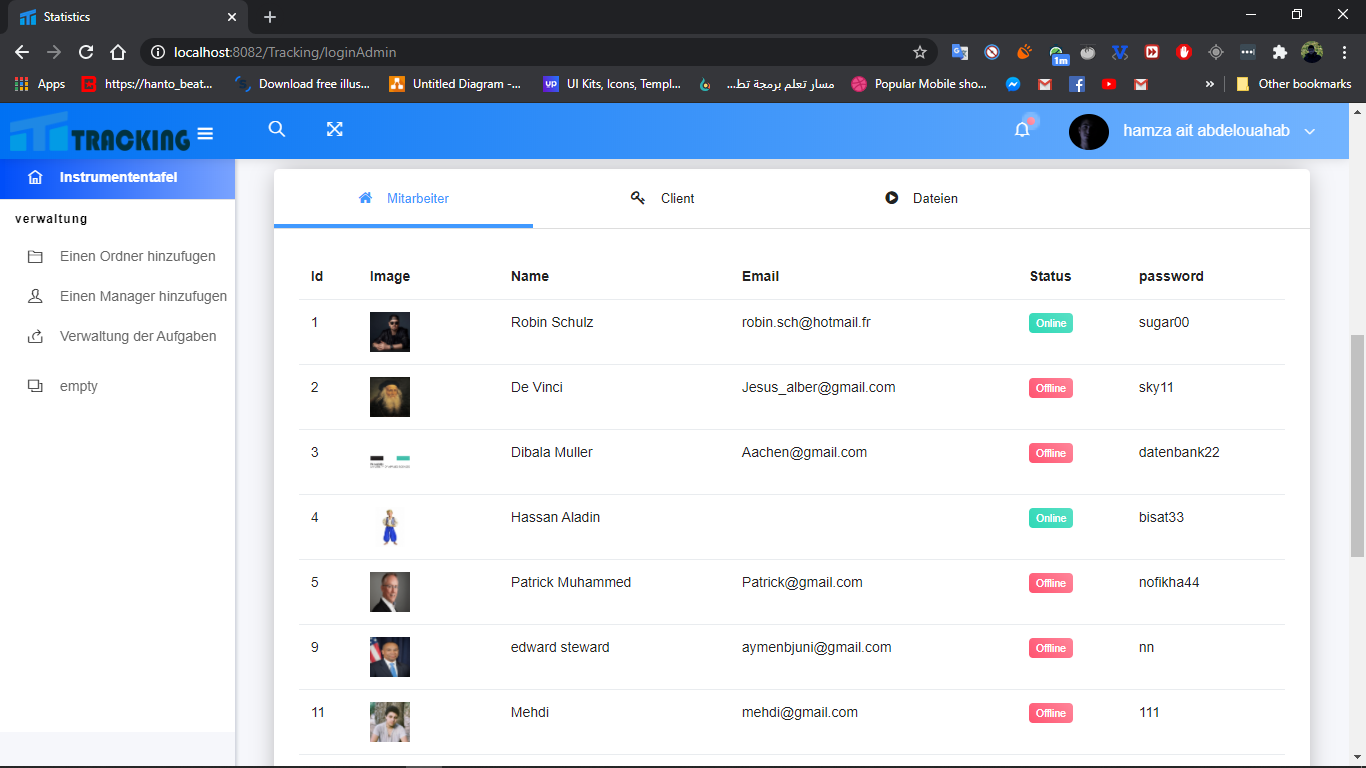 Statistics
localhost:8082/Tracking/loginAdmin
1m
Apps
https://hanto_beat...
Download free illus...
Untitled Diagram -...
up UI Kits, Icons, Templ...
مسار تعلم برمجة تط...
Popular Mobile sho...
»
Other bookmarks
TRACKING
hamza ait abdelouahab
Instrumententafel
verwaltung
Einen Ordner hinzufugen
Einen Manager hinzufugen
Verwaltung der Aufgaben
empty
Mitarbeiter Client Dateien
Id Image Name Email Status password
1 Robin Schulz robin.sch@hotmail.fr Online sugar00
2 De Vinci Jesus_alber@gmail.com Offline sky11
3 Dibala Muller Aachen@gmail.com Offline datenbank22
4 Hassan Aladin Online bisat33
5 Patrick Muhammed Patrick@gmail.com Offline nofikha44
9 edward steward aymenbjuni@gmail.com Offline nn
11 Mehdi mehdi@gmail.com Offline 111